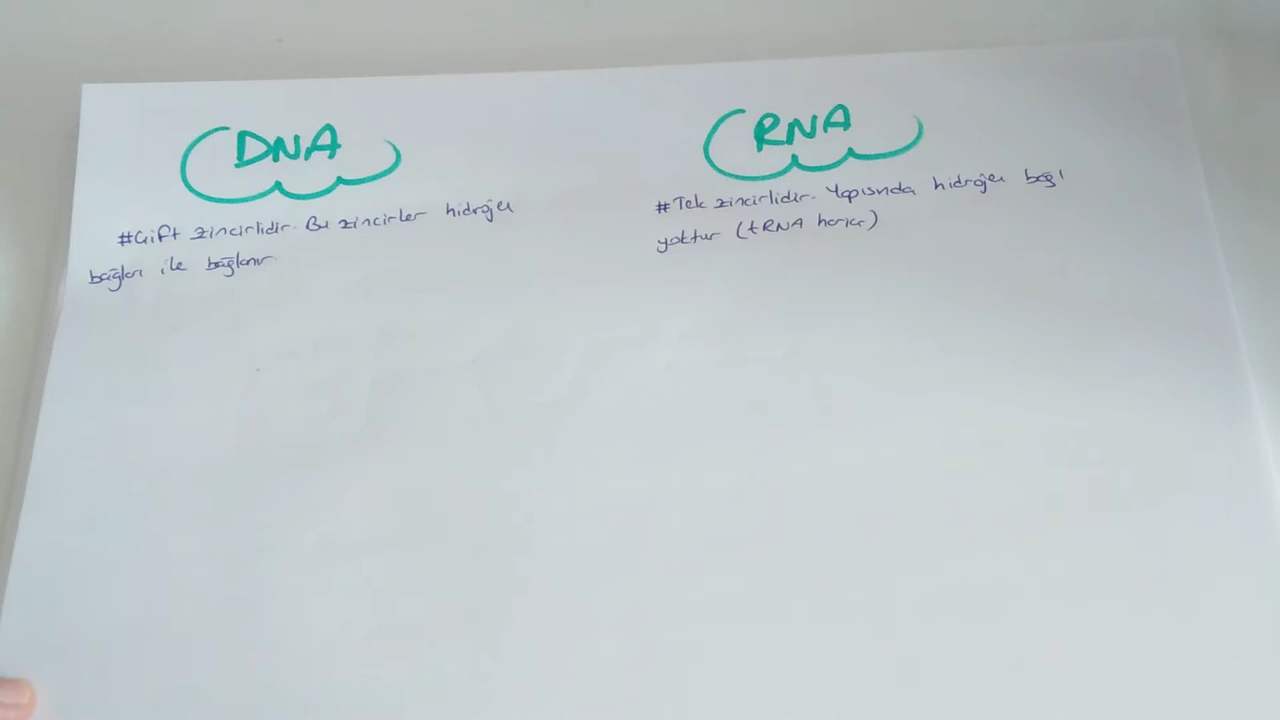 DNA
#Çift zincirlidir. Bu zincirler hidrojen
bağları ile bağlanır
RNA
#Tek zincirlidir. Yapısında hidrojen bağı
yoktur (tRNA hariç)